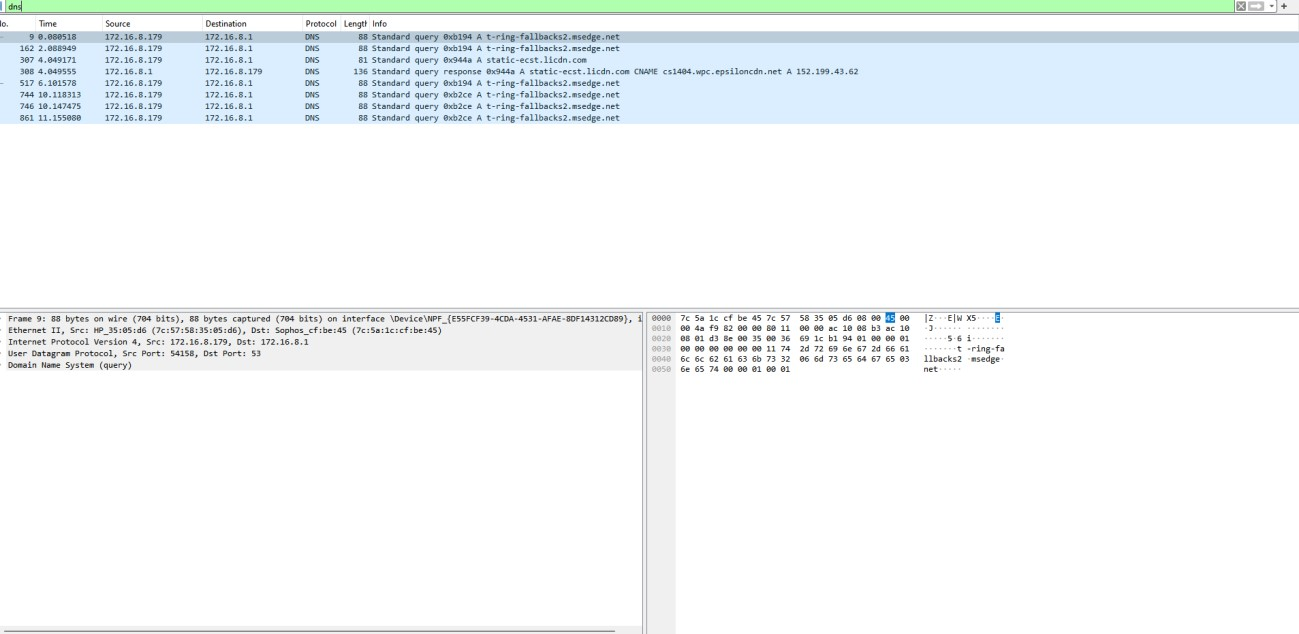 dns
No. Time Source Destination Protocol Length Info
9 0.080518 172.16.8.179 172.16.8.1 DNS 88 Standard query 0xb194 A t-ring-fallbacks2.msedge.net
162 2.088949 172.16.8.179 172.16.8.1 DNS 88 Standard query 0xb194 A t-ring-fallbacks2.msedge.net
307 4.049171 172.16.8.179 172.16.8.1 DNS 81 Standard query 0x944a A static-ecst.licdn.com
308 4.049555 172.16.8.1 172.16.8.179 DNS 136 Standard query response 0x944a A static-ecst.licdn.com CNAME cs1404.wpc.epsiloncdn.net A 152.199.43.62
517 6.101578 172.16.8.179 172.16.8.1 DNS 88 Standard query 0xb194 A t-ring-fallbacks2.msedge.net
744 10.118313 172.16.8.179 172.16.8.1 DNS 88 Standard query 0xb2ce A t-ring-fallbacks2.msedge.net
746 10.147475 172.16.8.179 172.16.8.1 DNS 88 Standard query 0xb2ce A t-ring-fallbacks2.msedge.net
861 11.155080 172.16.8.179 172.16.8.1 DNS 88 Standard query 0xb2ce A t-ring-fallbacks2.msedge.net
Frame 9: 88 bytes on wire (704 bits), 88 bytes captured (704 bits) on interface \Device\NPF_{E55FCF39-4CDA-4531-AFAE-8DF14312CD89}, i
Ethernet II, Src: HP_35:05:d6 (7c:57:58:35:05:d6), Dst: Sophos_cf:be:45 (7c:5a:1c:cf:be:45)
Internet Protocol Version 4, Src: 172.16.8.179, Dst: 172.16.8.1
User Datagram Protocol, Src Port: 54158, Dst Port: 53
Domain Name System (query)
0000 7c 5a 1c cf be 45 7c 57 58 35 05 d6 08 00 45 00 |Z···E|W X5····E·
0010 00 4a f9 82 00 00 80 11 00 00 ac 10 08 b3 ac 10 ·J······ ········
0020 08 01 d3 8e 00 35 00 36 69 1c b1 94 01 00 00 01 ·····5·6 i·······
0030 00 00 00 00 00 00 11 74 2d 72 69 6e 67 2d 66 61 ·······t -ring-fa
0040 6c 6c 62 61 63 6b 73 32 06 6d 73 65 64 67 65 03 llbacks2 ·msedge·
0050 6e 65 74 00 00 01 00 01 net·····